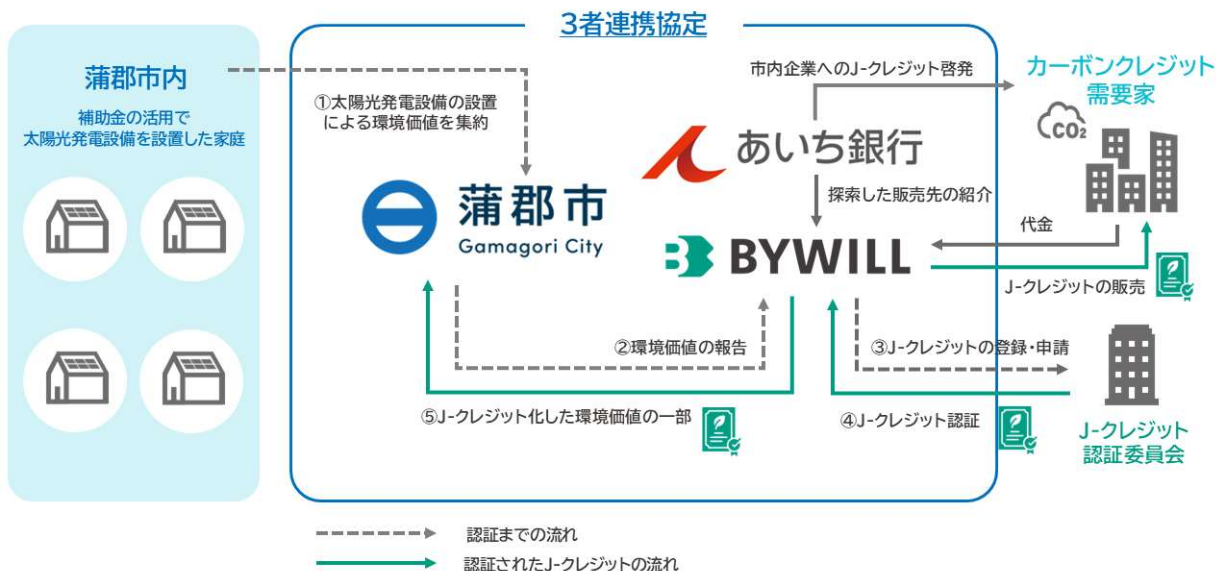 3者連携協定
蒲郡市内
補助金の活用で
太陽光発電設備を設置した家庭
①太陽光発電設備の設置
による環境価値を集約
蒲郡市
Gamagori City
市内企業へのJ-クレジット啓発
あいち銀行
探索した販売先の紹介
BYWILL
カーボンクレジット
需要家
CO₂
代金
J-クレジットの販売
②環境価値の報告
③J-クレジットの登録・申請
⑤J-クレジット化した環境価値の一部
④J-クレジット認証
J-クレジット
認証委員会
認証までの流れ
認証されたJ-クレジットの流れ